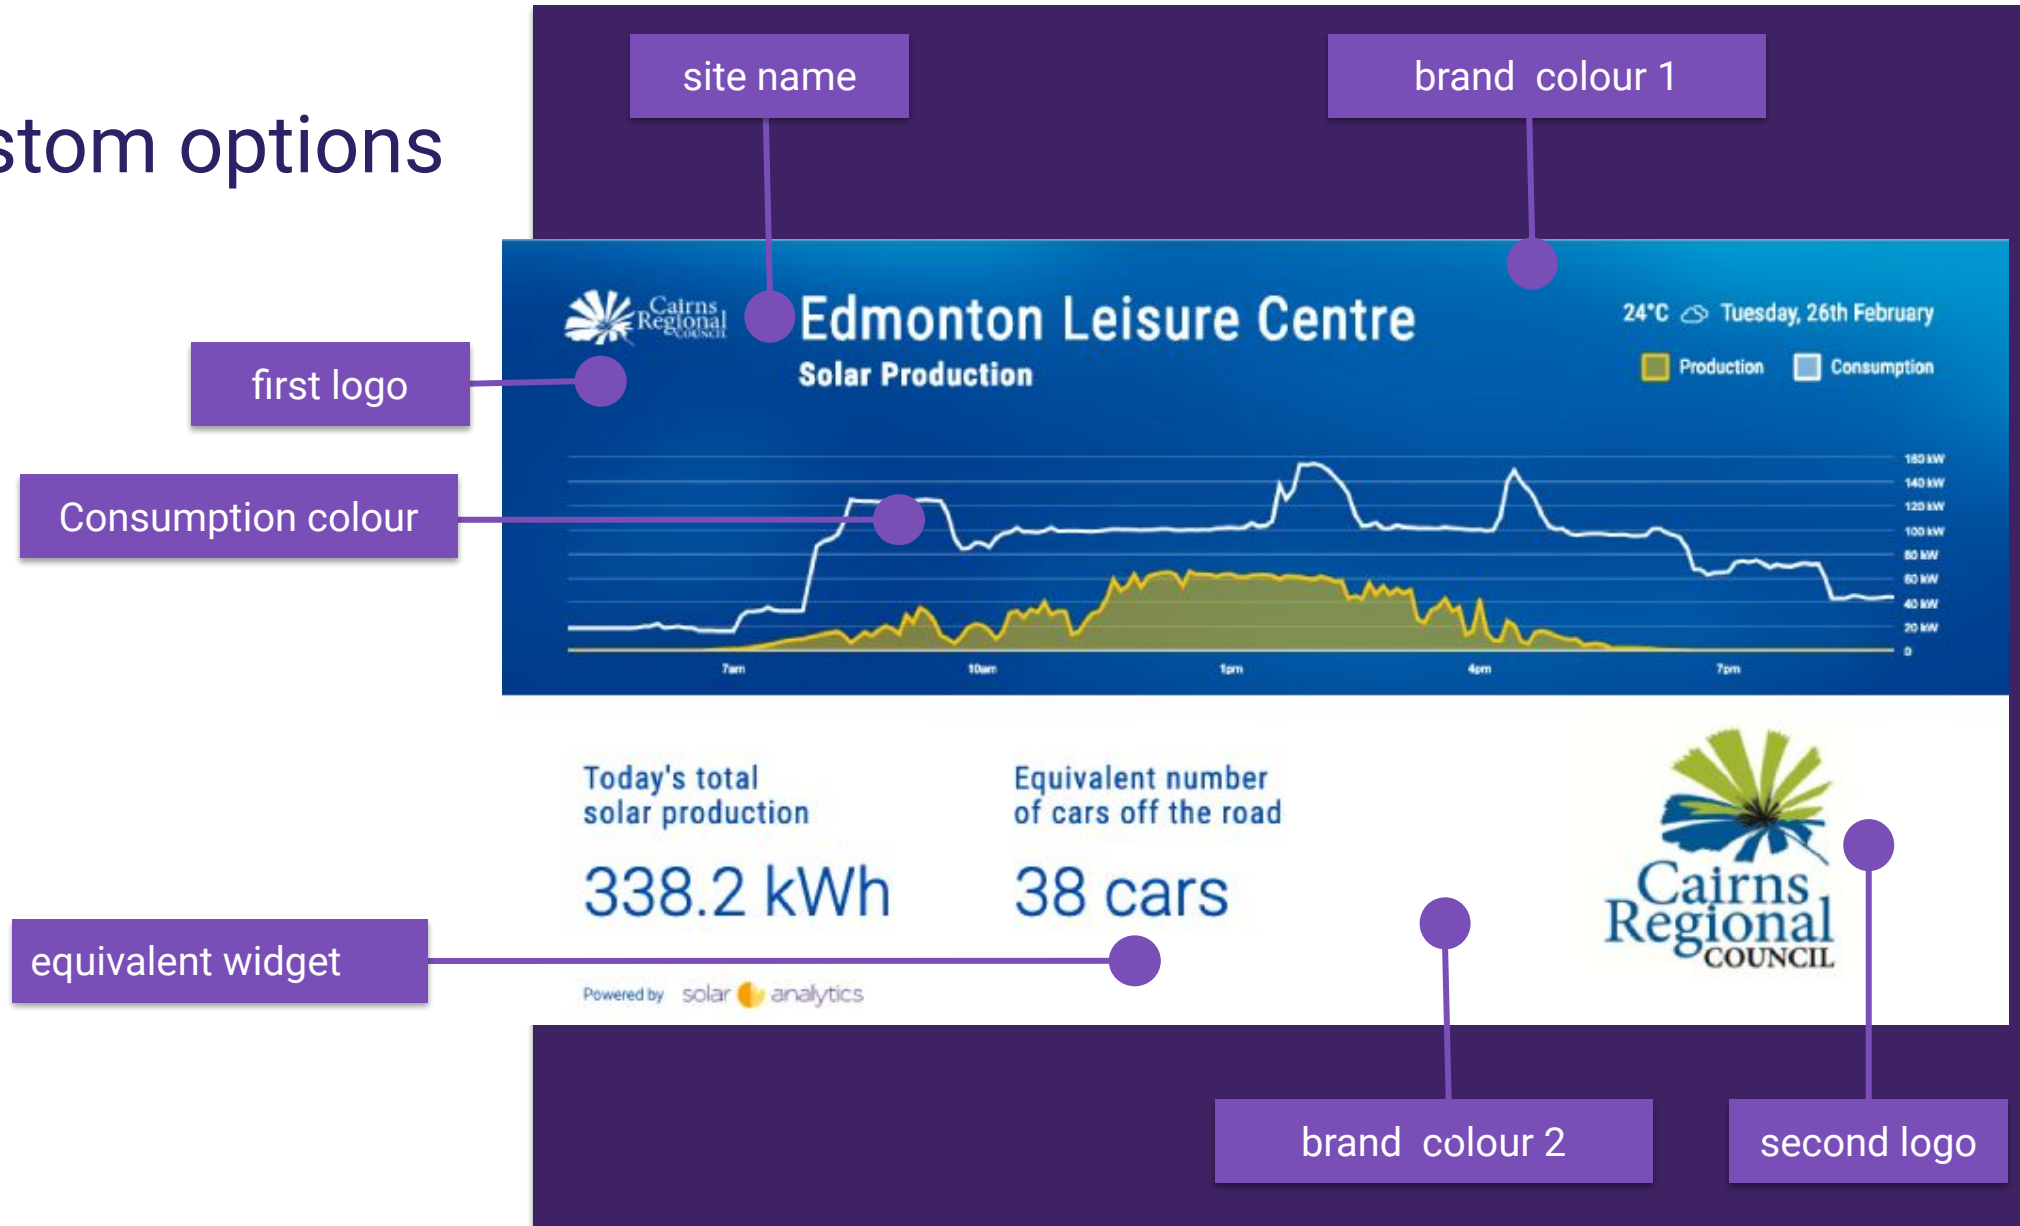 site name
brand colour 1
stom options
Cairns
Regional
COUNCIL
Edmonton Leisure Centre
Solar Production
24°C Tuesday, 26th February
Production Consumption
first logo
Consumption colour
160 kW
140 kW
120 kW
100 kW
80 kW
60 kW
40 kW
20 kW
0
7am 10am 1pm 4pm 7pm
Today's total
solar production
338.2 kWh
Equivalent number
of cars off the road
38 cars
Cairns
Regional
COUNCIL
equivalent widget
Powered by solar analytics
brand colour 2
second logo